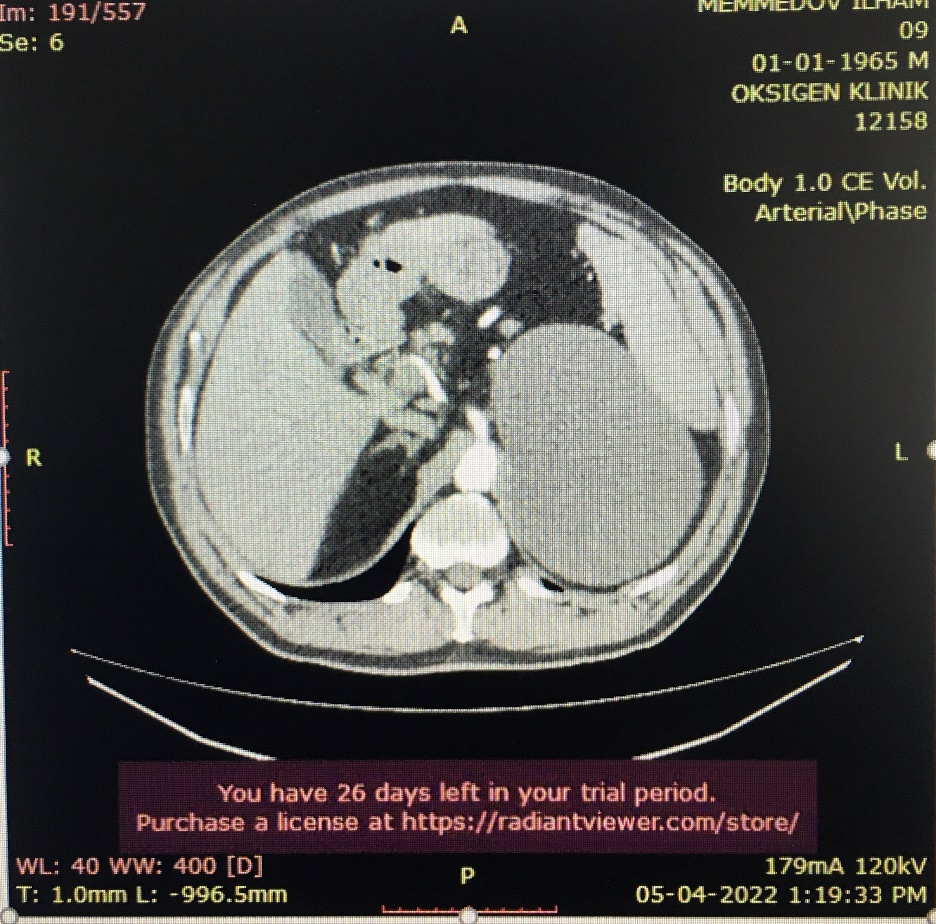 Im: 191/557
Se: 6
A
MEMMEDOV ILHAM
09
01-01-1965 M
OKSIGEN KLINIK
12158
Body 1.0 CE Vol.
Arterial\Phase
R
L
You have 26 days left in your trial period.
Purchase a license at https://radiantviewer.com/store/
WL: 40 WW: 400 [D]
T: 1.0mm L: -996.5mm
P
179mA 120kV
05-04-2022 1:19:33 PM